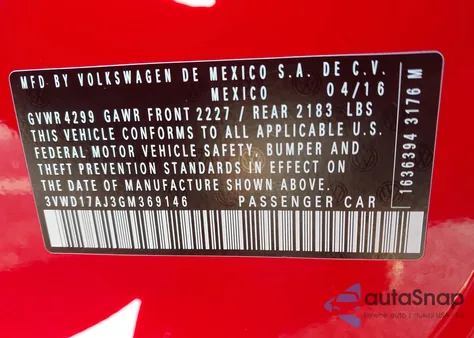 MFD BY VOLKSWAGEN DE MEXICO S.A. DE C.V.
MEXICO 04/16
GVWR4299 GAWR FRONT 2227 / REAR 2183 LBS
THIS VEHICLE CONFORMS TO ALL APPLICABLE U.S.
FEDERAL MOTOR VEHICLE SAFETY, BUMPER AND
THEFT PREVENTION STANDARDS IN EFFECT ON
THE DATE OF MANUFACTURE SHOWN ABOVE.
3VWD17AJ3GM369146 PASSENGER CAR
1636394 3176 M
autoSnap